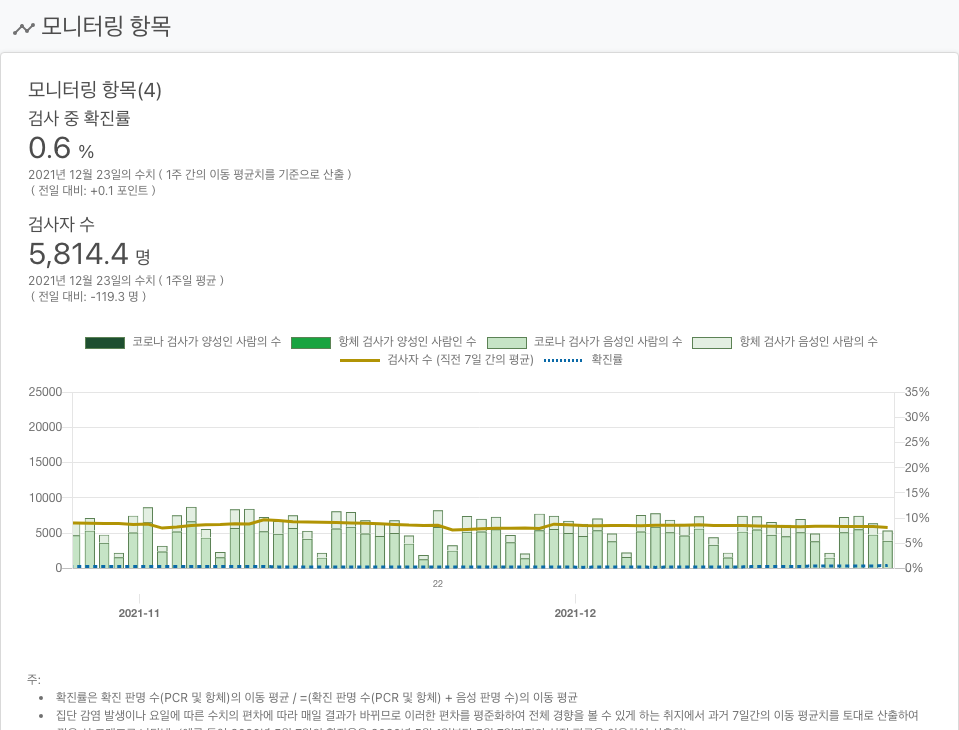 모니터링 항목
모니터링 항목(4)
검사 중 확진률
0.6 %
2021년 12월 23일의 수치 ( 1주 간의 이동 평균치를 기준으로 산출 )
( 전일 대비: +0.1 포인트 )
검사자 수
5,814.4 명
2021년 12월 23일의 수치 ( 1주일 평균 )
( 전일 대비: -119.3 명 )
코로나 검사가 양성인 사람의 수 항체 검사가 양성인 사람인 수 코로나 검사가 음성인 사람의 수 항체 검사가 음성인 사람의 수
검사자 수 (직전 7일 간의 평균) 확진률
25000 35%
30%
20000
25%
15000
20%
10000 15%
10%
5000
5%
0 0%
22
2021-11 2021-12
주:
• 확진률은 확진 판명 수(PCR 및 항체)의 이동 평균 / =(확진 판명 수(PCR 및 항체) + 음성 판명 수)의 이동 평균
• 집단 감염 발생이나 요일에 따른 수치의 편차에 따라 매일 결과가 바뀌므로 이러한 편차를 평준화하여 전체 경향을 볼 수 있게 하는 취지에서 과거 7일간의 이동 평균치를 토대로 산출하여